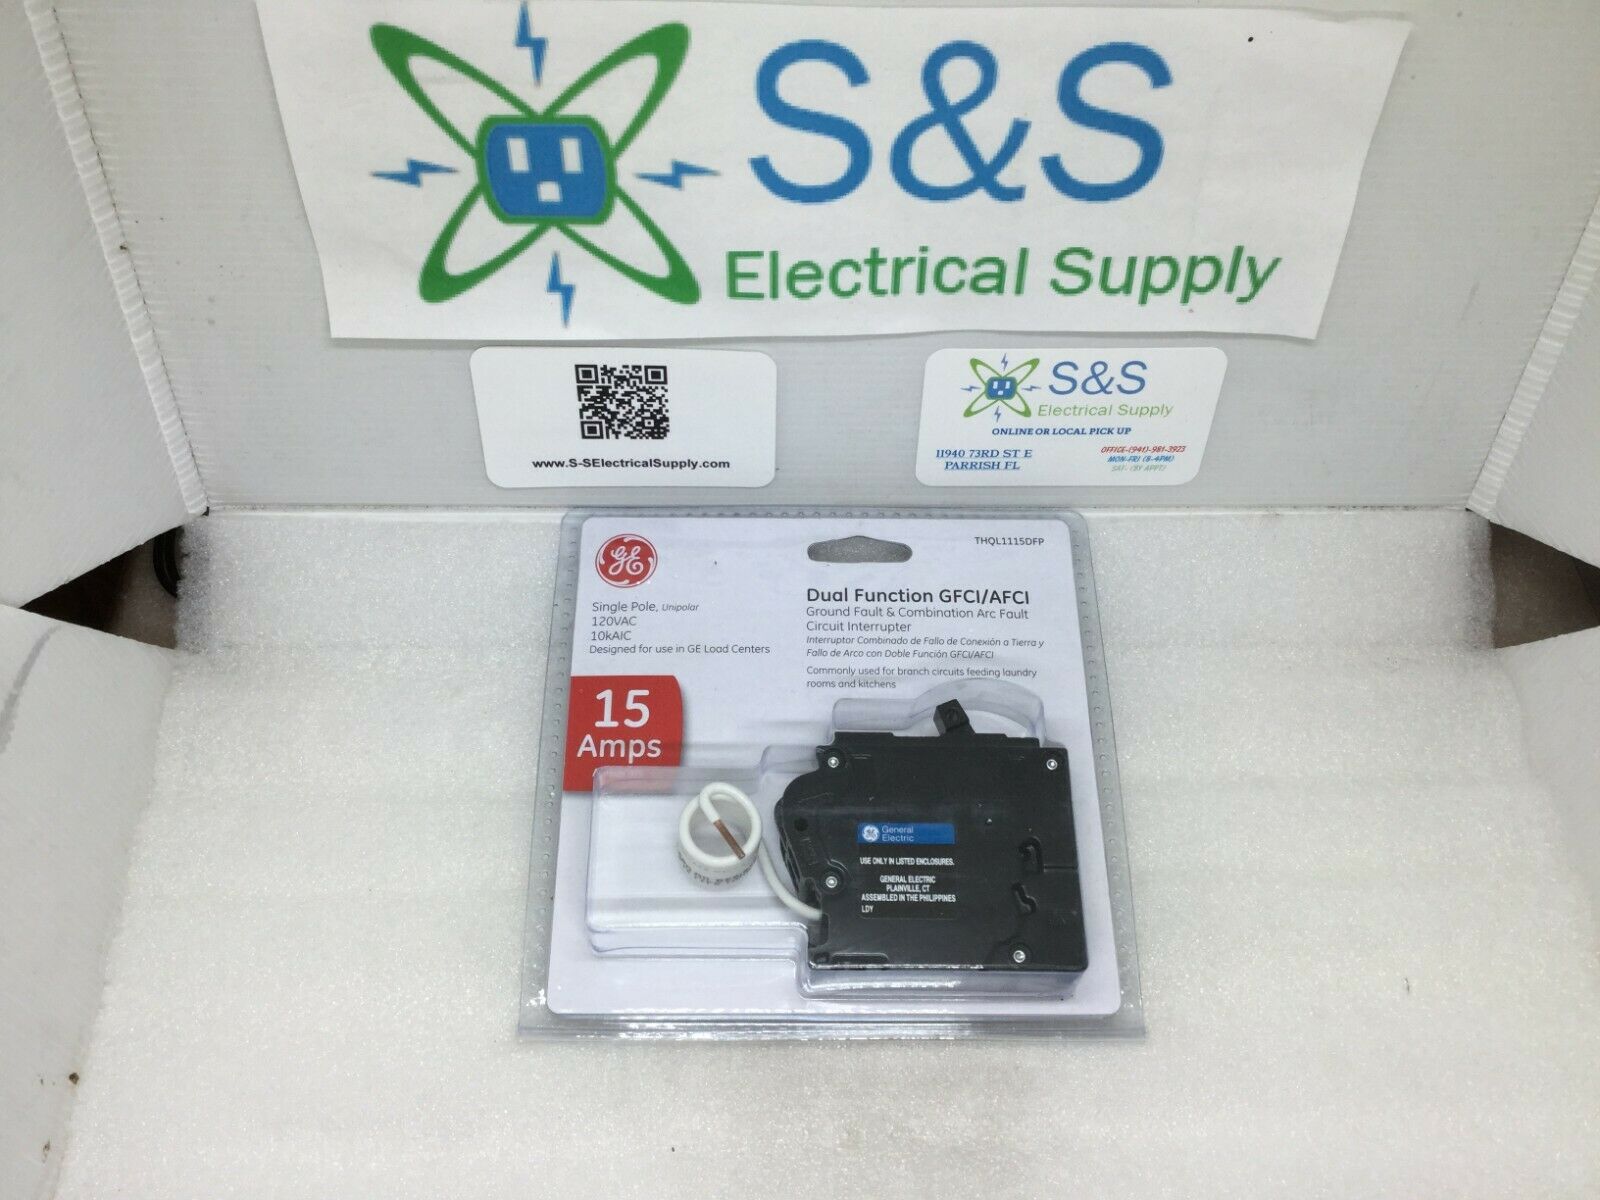 S&S
Electrical Supply
www.S-SElectricalSupply.com
S&S
Electrical Supply
ONLINE OR LOCAL PICK UP
11940 73RD ST E
PARRISH FL
OFFICE-(941)-981-3923
MON-FRI (8-4PM)
SAT- (BY APPT)
GE
THQL1115DFP
Single Pole, Unipolar
120VAC
10kAIC
Designed for use in GE Load Centers
15
Amps
Dual Function GFCI/AFCI
Ground Fault & Combination Arc Fault
Circuit Interrupter
Interruptor Combinado de Fallo de Conexión a Tierra y
Fallo de Arco con Doble Función GFCI/AFCI
Commonly used for branch circuits feeding laundry
rooms and kitchens
General
Electric
USE ONLY IN LISTED ENCLOSURES.
GENERAL ELECTRIC
PLAINVILLE, CT
ASSEMBLED IN THE PHILIPPINES
LDY